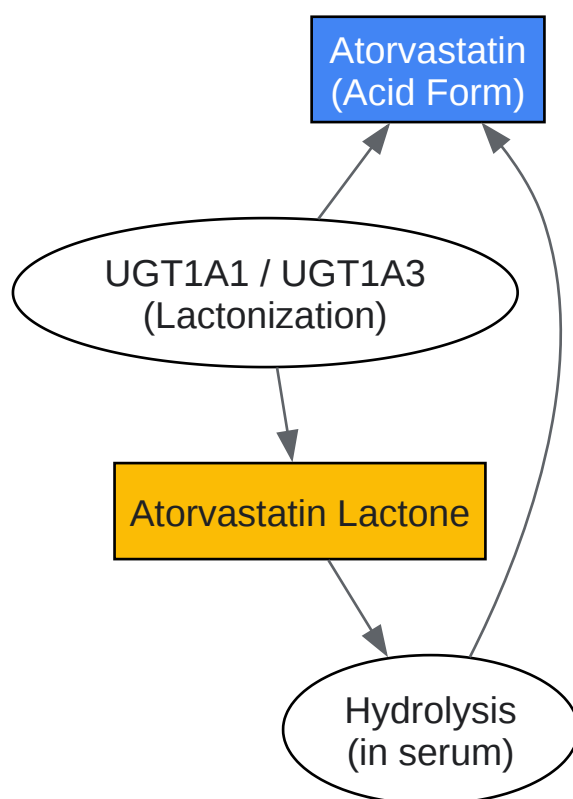 Atorvastatin
(Acid Form)
UGT1A1 / UGT1A3
(Lactonization)
Atorvastatin Lactone
Hydrolysis
(in serum)